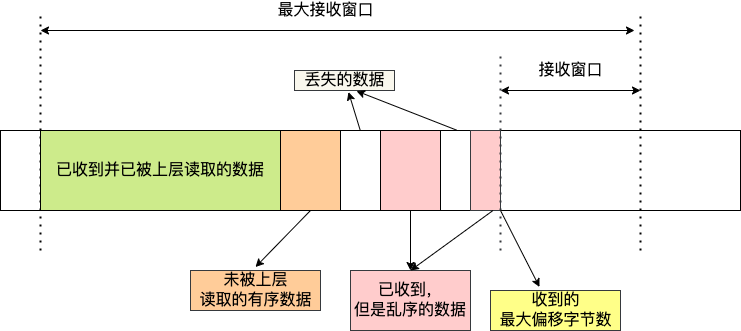 最大接收窗口
接收窗口
丢失的数据
已收到并已被上层读取的数据
未被上层
读取的有序数据
已收到，
但是乱序的数据
收到的
最大偏移字节数